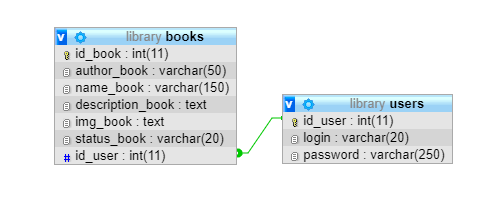 library books
id_book : int(11)
author_book : varchar(50)
name_book : varchar(150)
description_book : text
img_book : text
status_book : varchar(20)
# id_user : int(11)
library users
id_user : int(11)
login : varchar(20)
password : varchar(250)